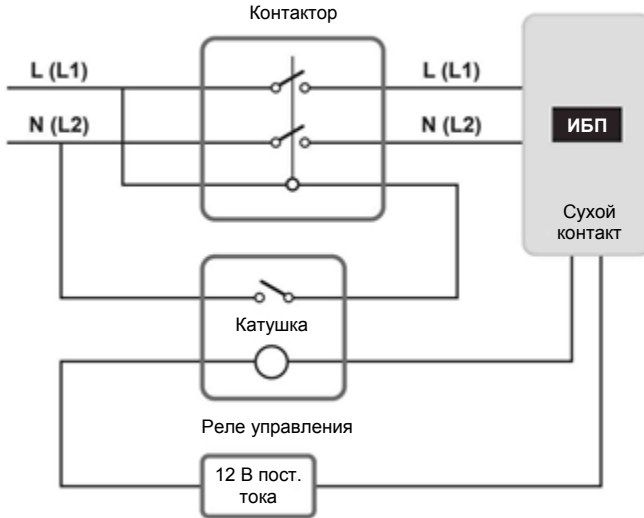 Контактор
L (L1)
L (L1)
N (L2)
N (L2)
ИБП
Сухой
контакт
Катушка
Реле управления
12 В пост.
тока